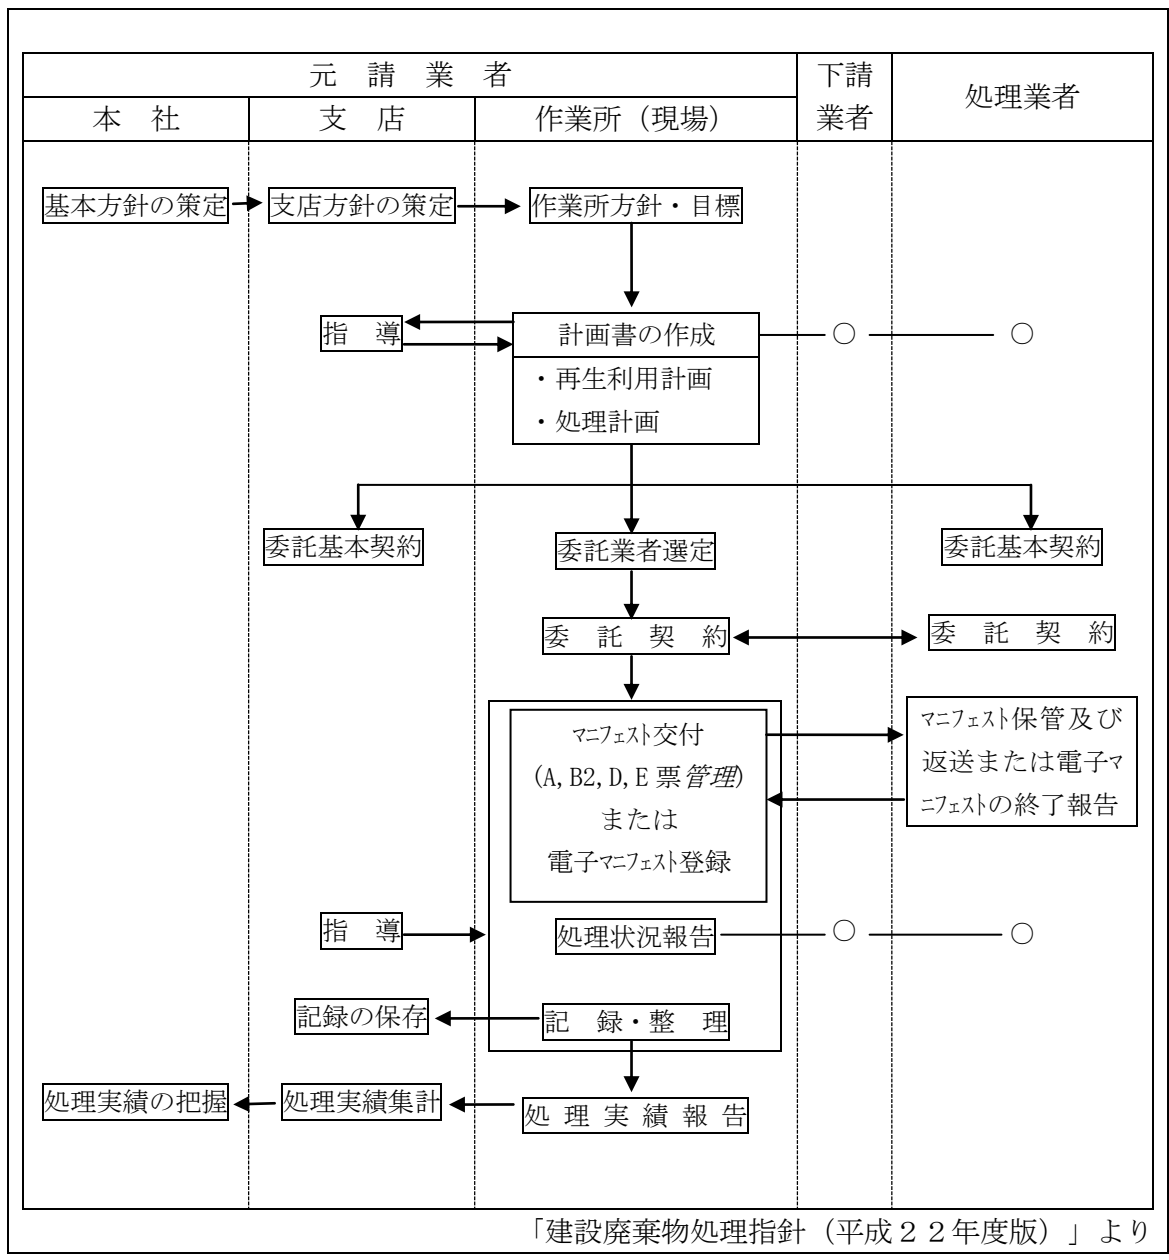 元　請　業　者
下請
業者
処理業者
本　社
支　店
作業所（現場）
基本方針の策定
支店方針の策定
作業所方針・目標
指　導
計画書の作成
・再生利用計画
・処理計画
○
○
委託基本契約
委託業者選定
委託基本契約
委　託　契　約
委　託　契　約
ﾏﾆﾌｪｽﾄ交付
(A,B2,D,E 票管理)
または
電子ﾏﾆﾌｪｽﾄ登録
ﾏﾆﾌｪｽﾄ保管及び
返送または電子ﾏ
ﾆﾌｪｽﾄの終了報告
指　導
処理状況報告
○
○
記録の保存
記　録・整　理
処理実績の把握
処理実績集計
処 理 実 績 報 告
「建設廃棄物処理指針（平成２２年度版）」より